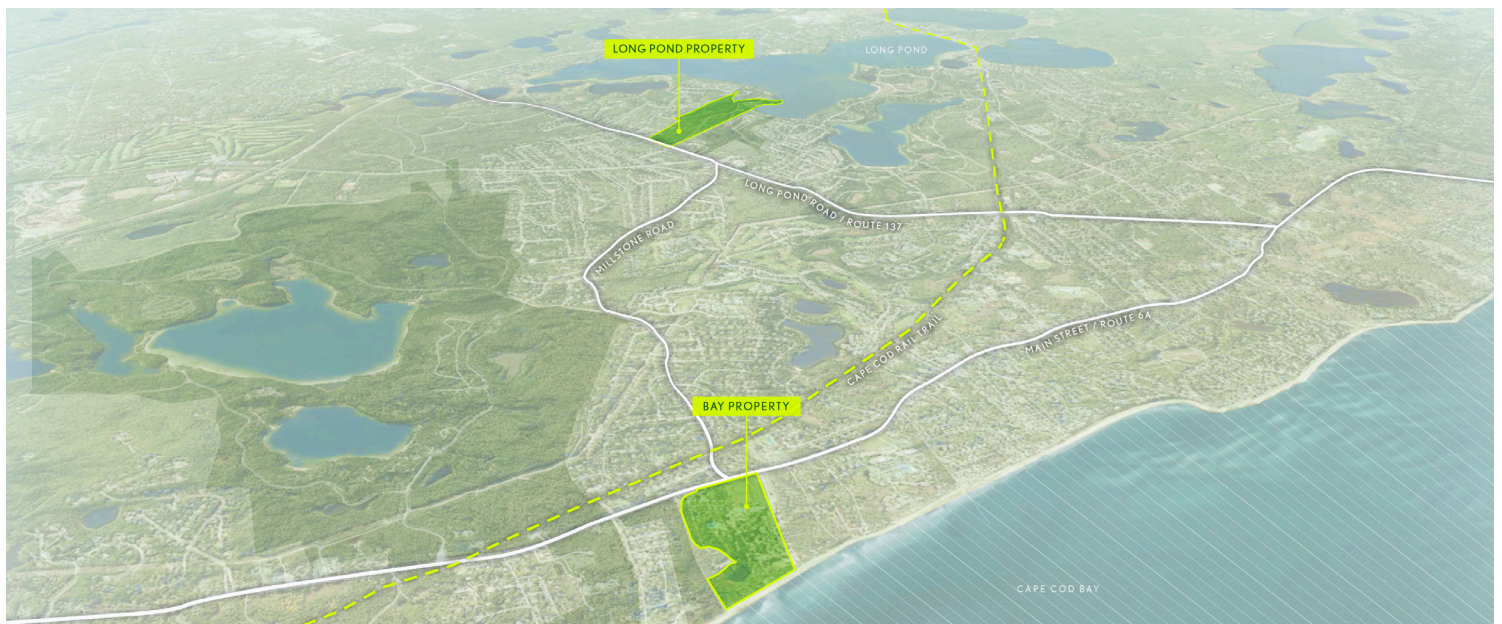 LONG POND PROPERTY
LONG POND
LONG POND ROAD / ROUTE 137
MILLSTONE ROAD
MAIN STREET / ROUTE 6A
CAPE COD RAIL TRAIL
BAY PROPERTY
CAPE COD BAY